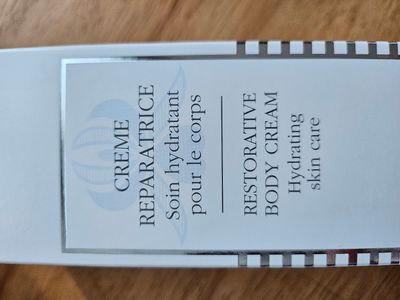 CREME
REPARATRICE
Soin hydratant
pour le corps
RESTORATIVE
BODY CREAM
Hydrating
skin care